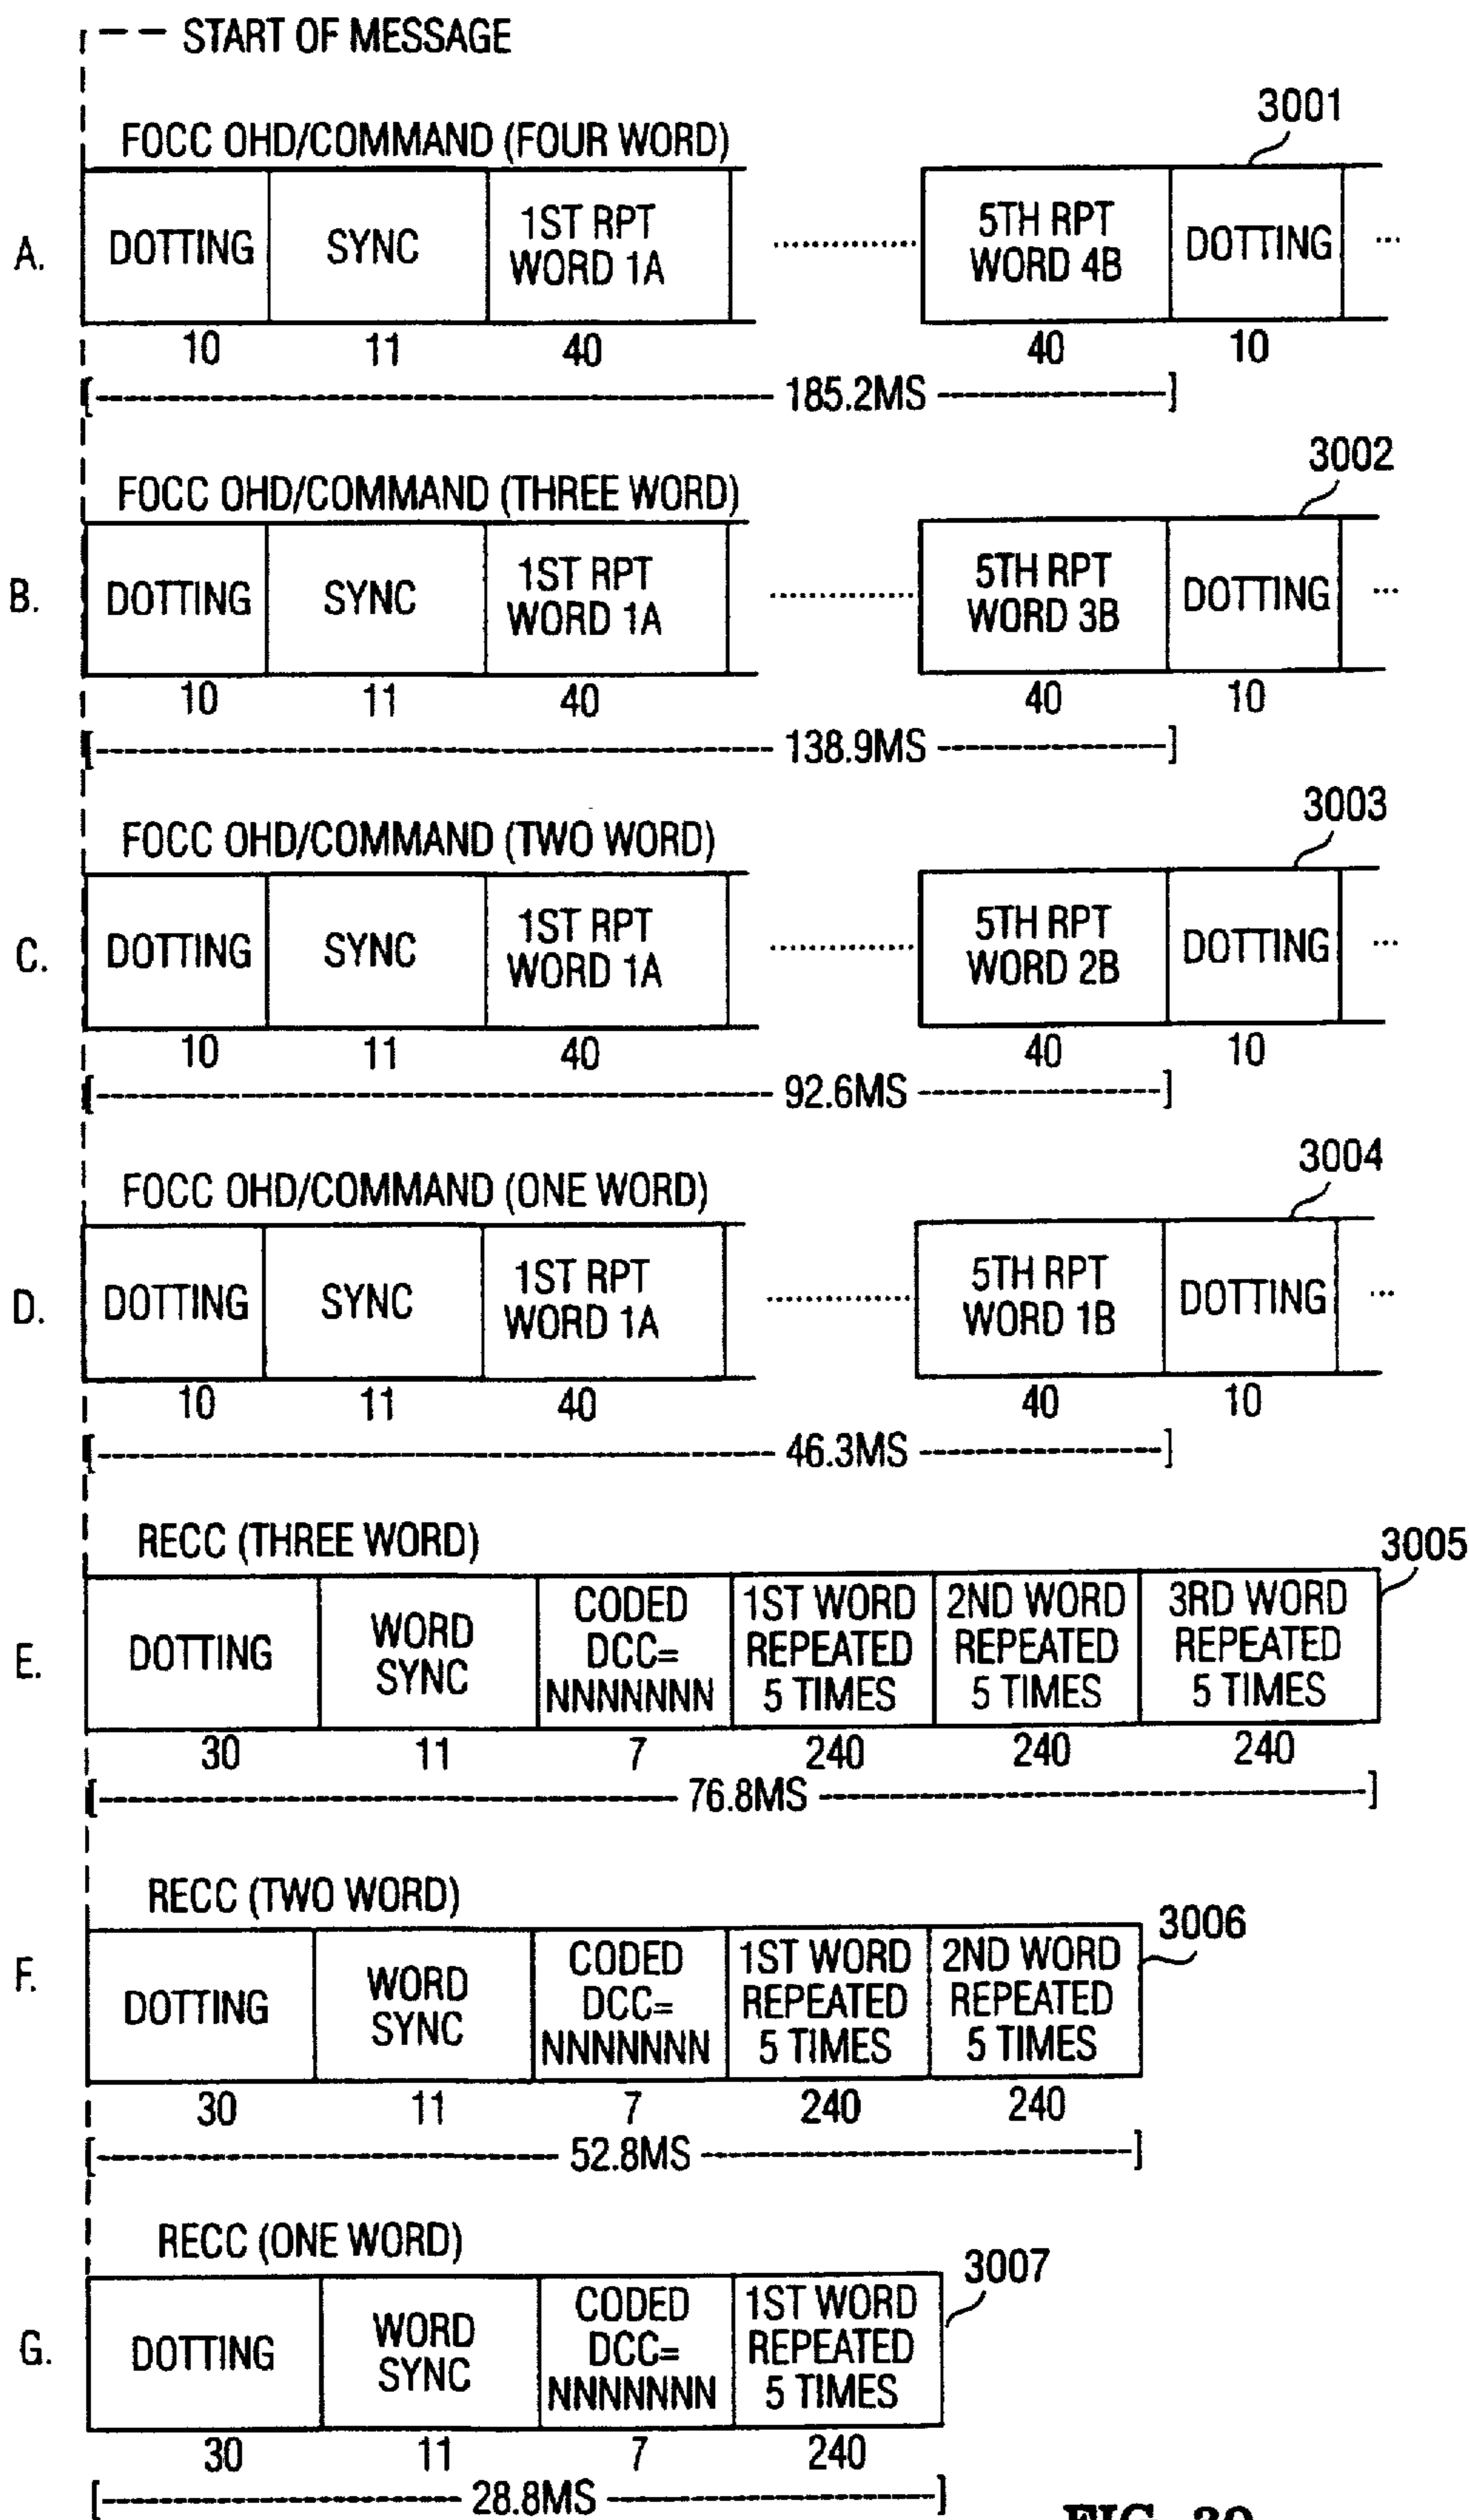 START OF MESSAGE
3001
FOCC OHD/COMMAND (FOUR WORD)
A.
DOTTING
SYNC
1ST RPT
WORD 1A
5TH RPT
WORD 4B
DOTTING
...
10
11
40
40
10
185.2MS
3002
FOCC OHD/COMMAND (THREE WORD)
B.
DOTTING
SYNC
1ST RPT
WORD 1A
5TH RPT
WORD 3B
DOTTING
...
10
11
40
40
10
138.9MS
3003
FOCC OHD/COMMAND (TWO WORD)
C.
DOTTING
SYNC
1ST RPT
WORD 1A
5TH RPT
WORD 2B
DOTTING
...
10
11
40
40
10
92.6MS
3004
FOCC OHD/COMMAND (ONE WORD)
D.
DOTTING
SYNC
1ST RPT
WORD 1A
5TH RPT
WORD 1B
DOTTING
...
10
11
40
40
10
46.3MS
RECC (THREE WORD)
3005
E.
DOTTING
WORD
SYNC
CODED
DCC=
NNNNNNN
1ST WORD
REPEATED
5 TIMES
2ND WORD
REPEATED
5 TIMES
3RD WORD
REPEATED
5 TIMES
30
11
7
240
240
240
76.8MS
RECC (TWO WORD)
3006
F.
DOTTING
WORD
SYNC
CODED
DCC=
NNNNNNN
1ST WORD
REPEATED
5 TIMES
2ND WORD
REPEATED
5 TIMES
30
11
7
240
240
52.8MS
RECC (ONE WORD)
3007
G.
DOTTING
WORD
SYNC
CODED
DCC=
NNNNNNN
1ST WORD
REPEATED
5 TIMES
30
11
7
240
28.8MS
FIG.